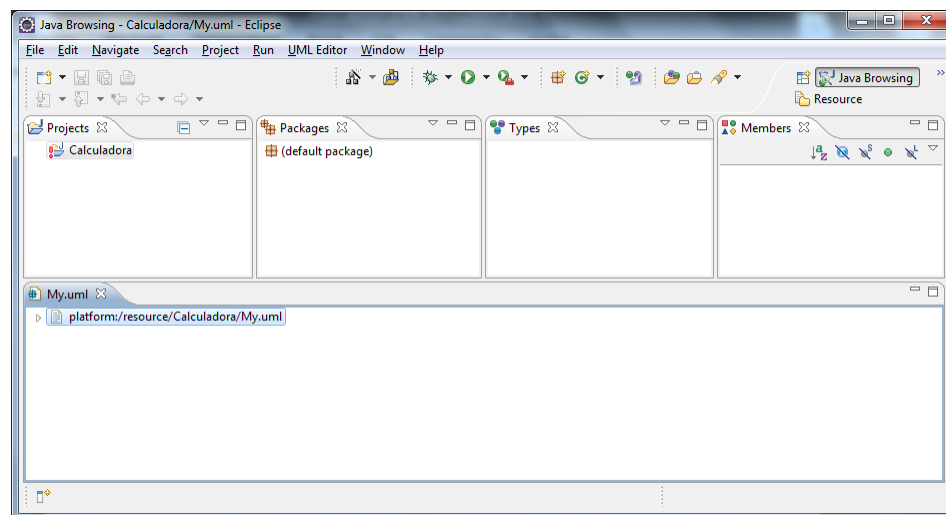 Java Browsing - Calculadora/My.uml - Eclipse
File Edit Navigate Search Project Run UML Editor Window Help
Java Browsing
Resource
Projects
Packages
Types
Members
Calculadora
(default package)
My.uml
platform:/resource/Calculadora/My.uml